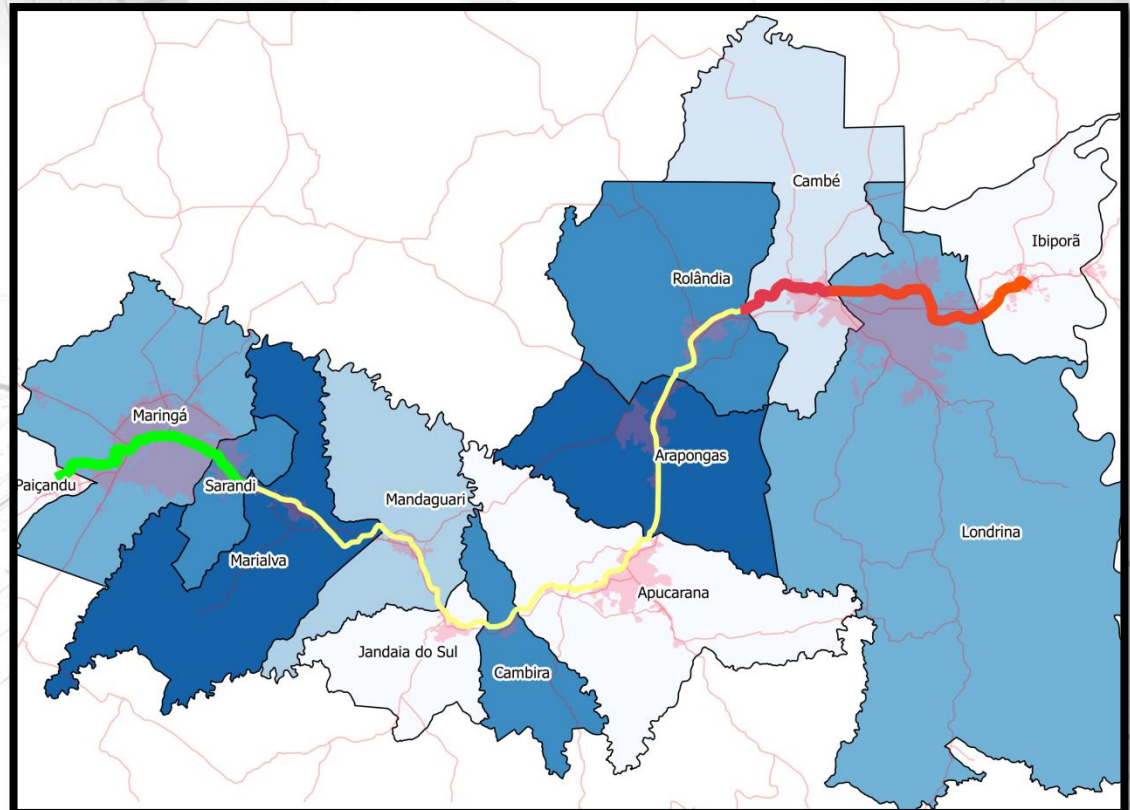 Cambé
Ibiporã
Rolândia
Maringá
Paiçandu
Sarandi
Arapongas
Mandaguari
Londrina
Marialva
Apucarana
Jandaia do Sul
Cambira